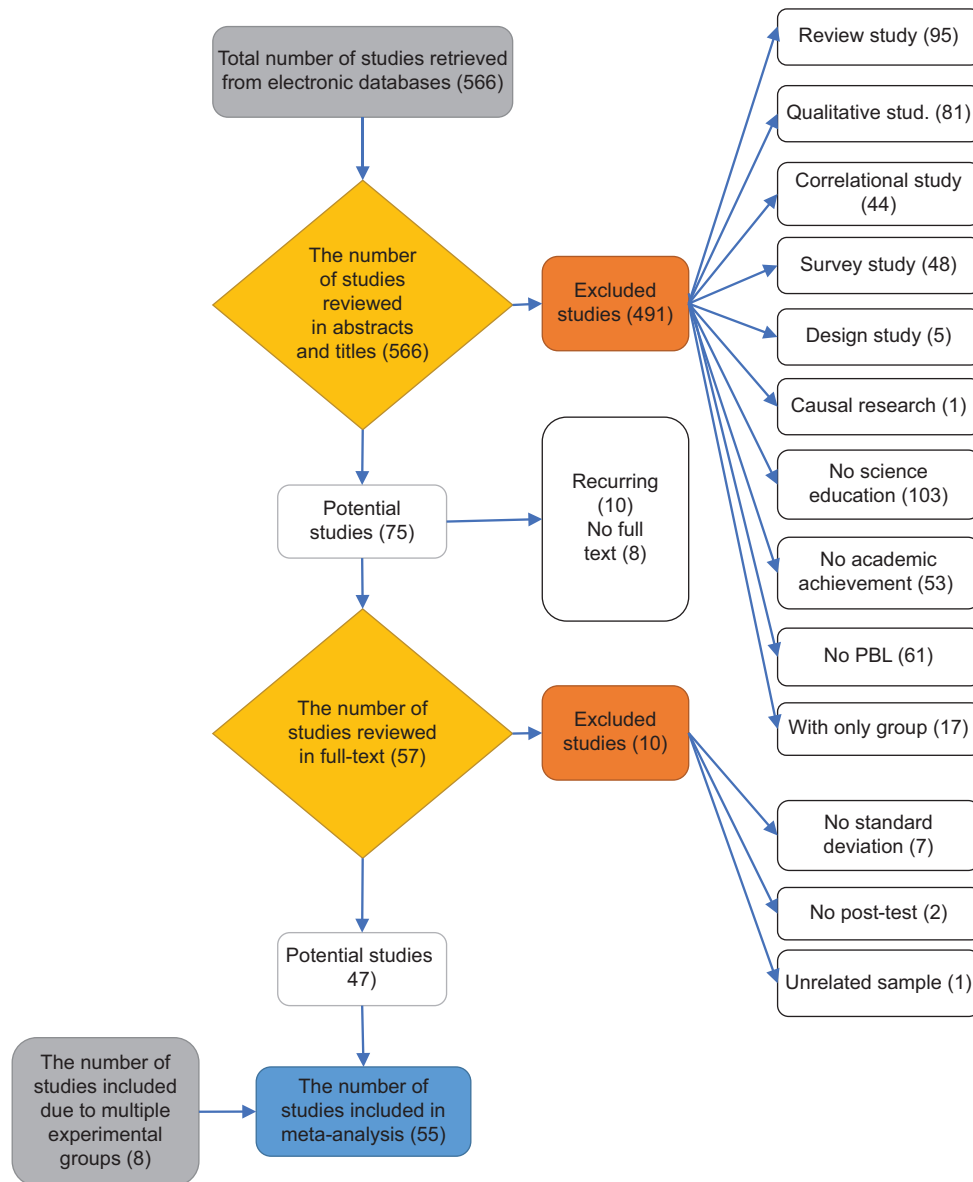 Total number of studies retrieved
from electronic databases (566)
The number
of studies
reviewed
in abstracts
and titles (566)
Excluded
studies (491)
Review study (95)
Qualitative stud. (81)
Correlational study
(44)
Survey study (48)
Design study (5)
Causal research (1)
No science
education (103)
No academic
achievement (53)
No PBL (61)
With only group (17)
Potential
studies (75)
Recurring
(10)
No full
text (8)
The number of
studies reviewed
in full-text (57)
Excluded
studies (10)
No standard
deviation (7)
No post-test (2)
Unrelated sample (1)
Potential studies
47)
The number of
studies included
due to multiple
experimental
groups (8)
The number of
studies included in
meta-analysis (55)